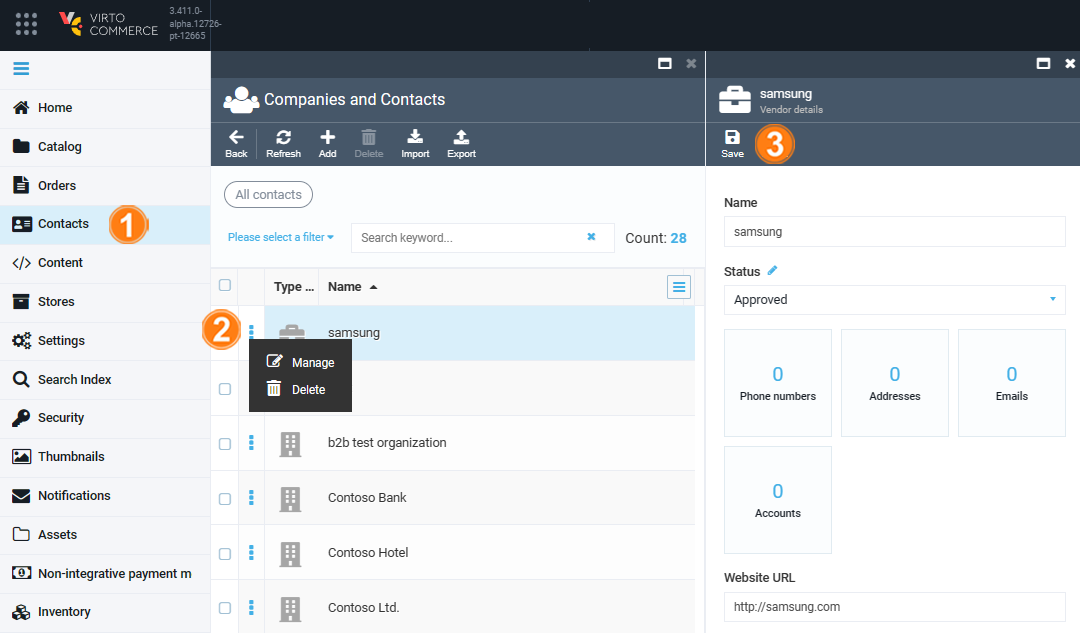 VIRTO
COMMERCE
3.411.0-
alpha.12726-
pt-12665
Home
Catalog
Orders
Contacts
1
Content
Stores
Settings
Search Index
Security
Thumbnails
Notifications
Assets
Non-integrative payment m
Inventory
Companies and Contacts
Back
Refresh
Add
Delete
Import
Export
All contacts
Please select a filter
Search keyword...
Count: 28
Type ...
Name
2
samsung
Manage
Delete
b2b test organization
Contoso Bank
Contoso Hotel
Contoso Ltd.
samsung
Vendor details
Save
3
Name
samsung
Status
Approved
0
Phone numbers
0
Addresses
0
Emails
0
Accounts
Website URL
http://samsung.com